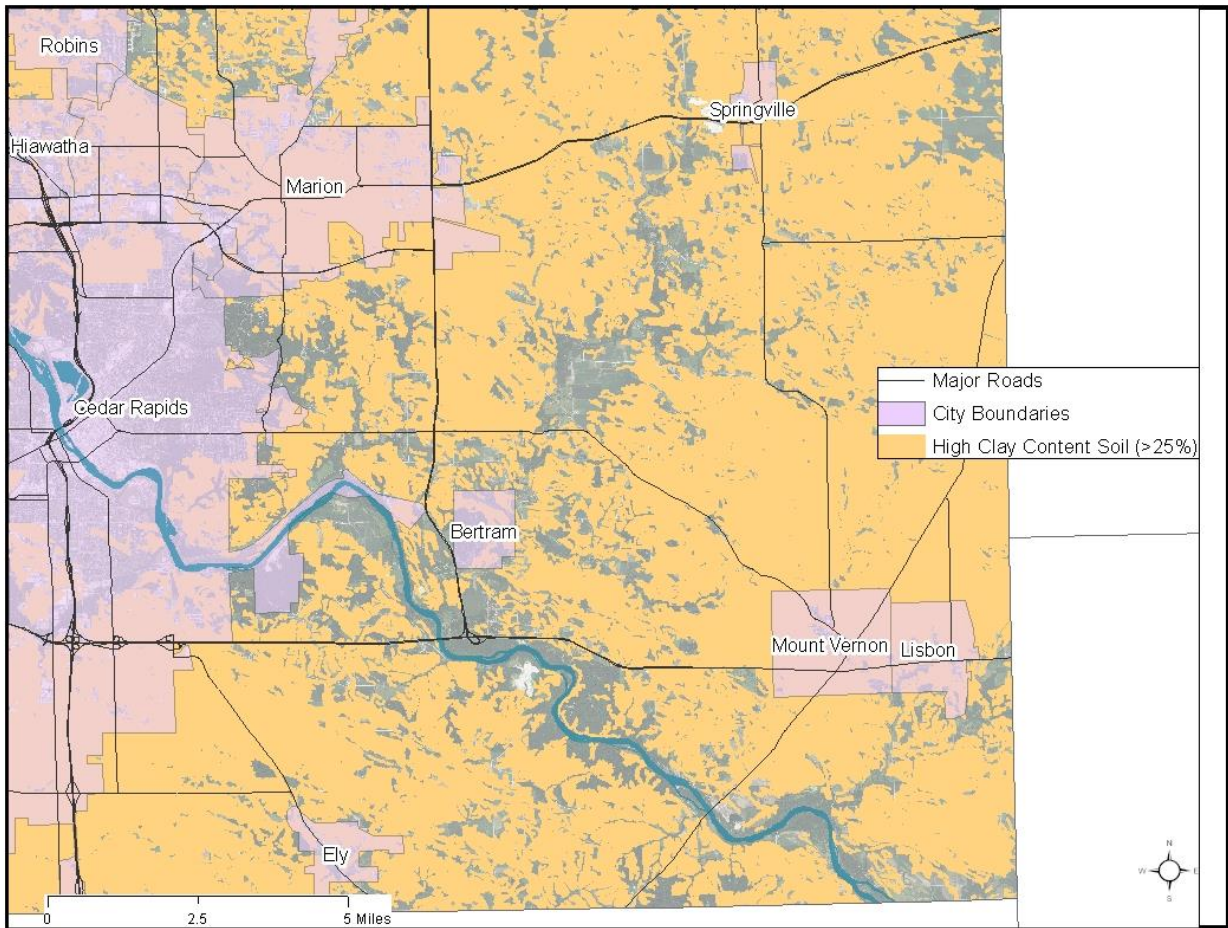 Robins
Springville
Hiawatha
Marion
Major Roads
City Boundaries
High Clay Content Soil (>25%)
Cedar Rapids
Bertram
Mount Vernon
Lisbon
Ely
N
W
E
S
0
2.5
5 Miles